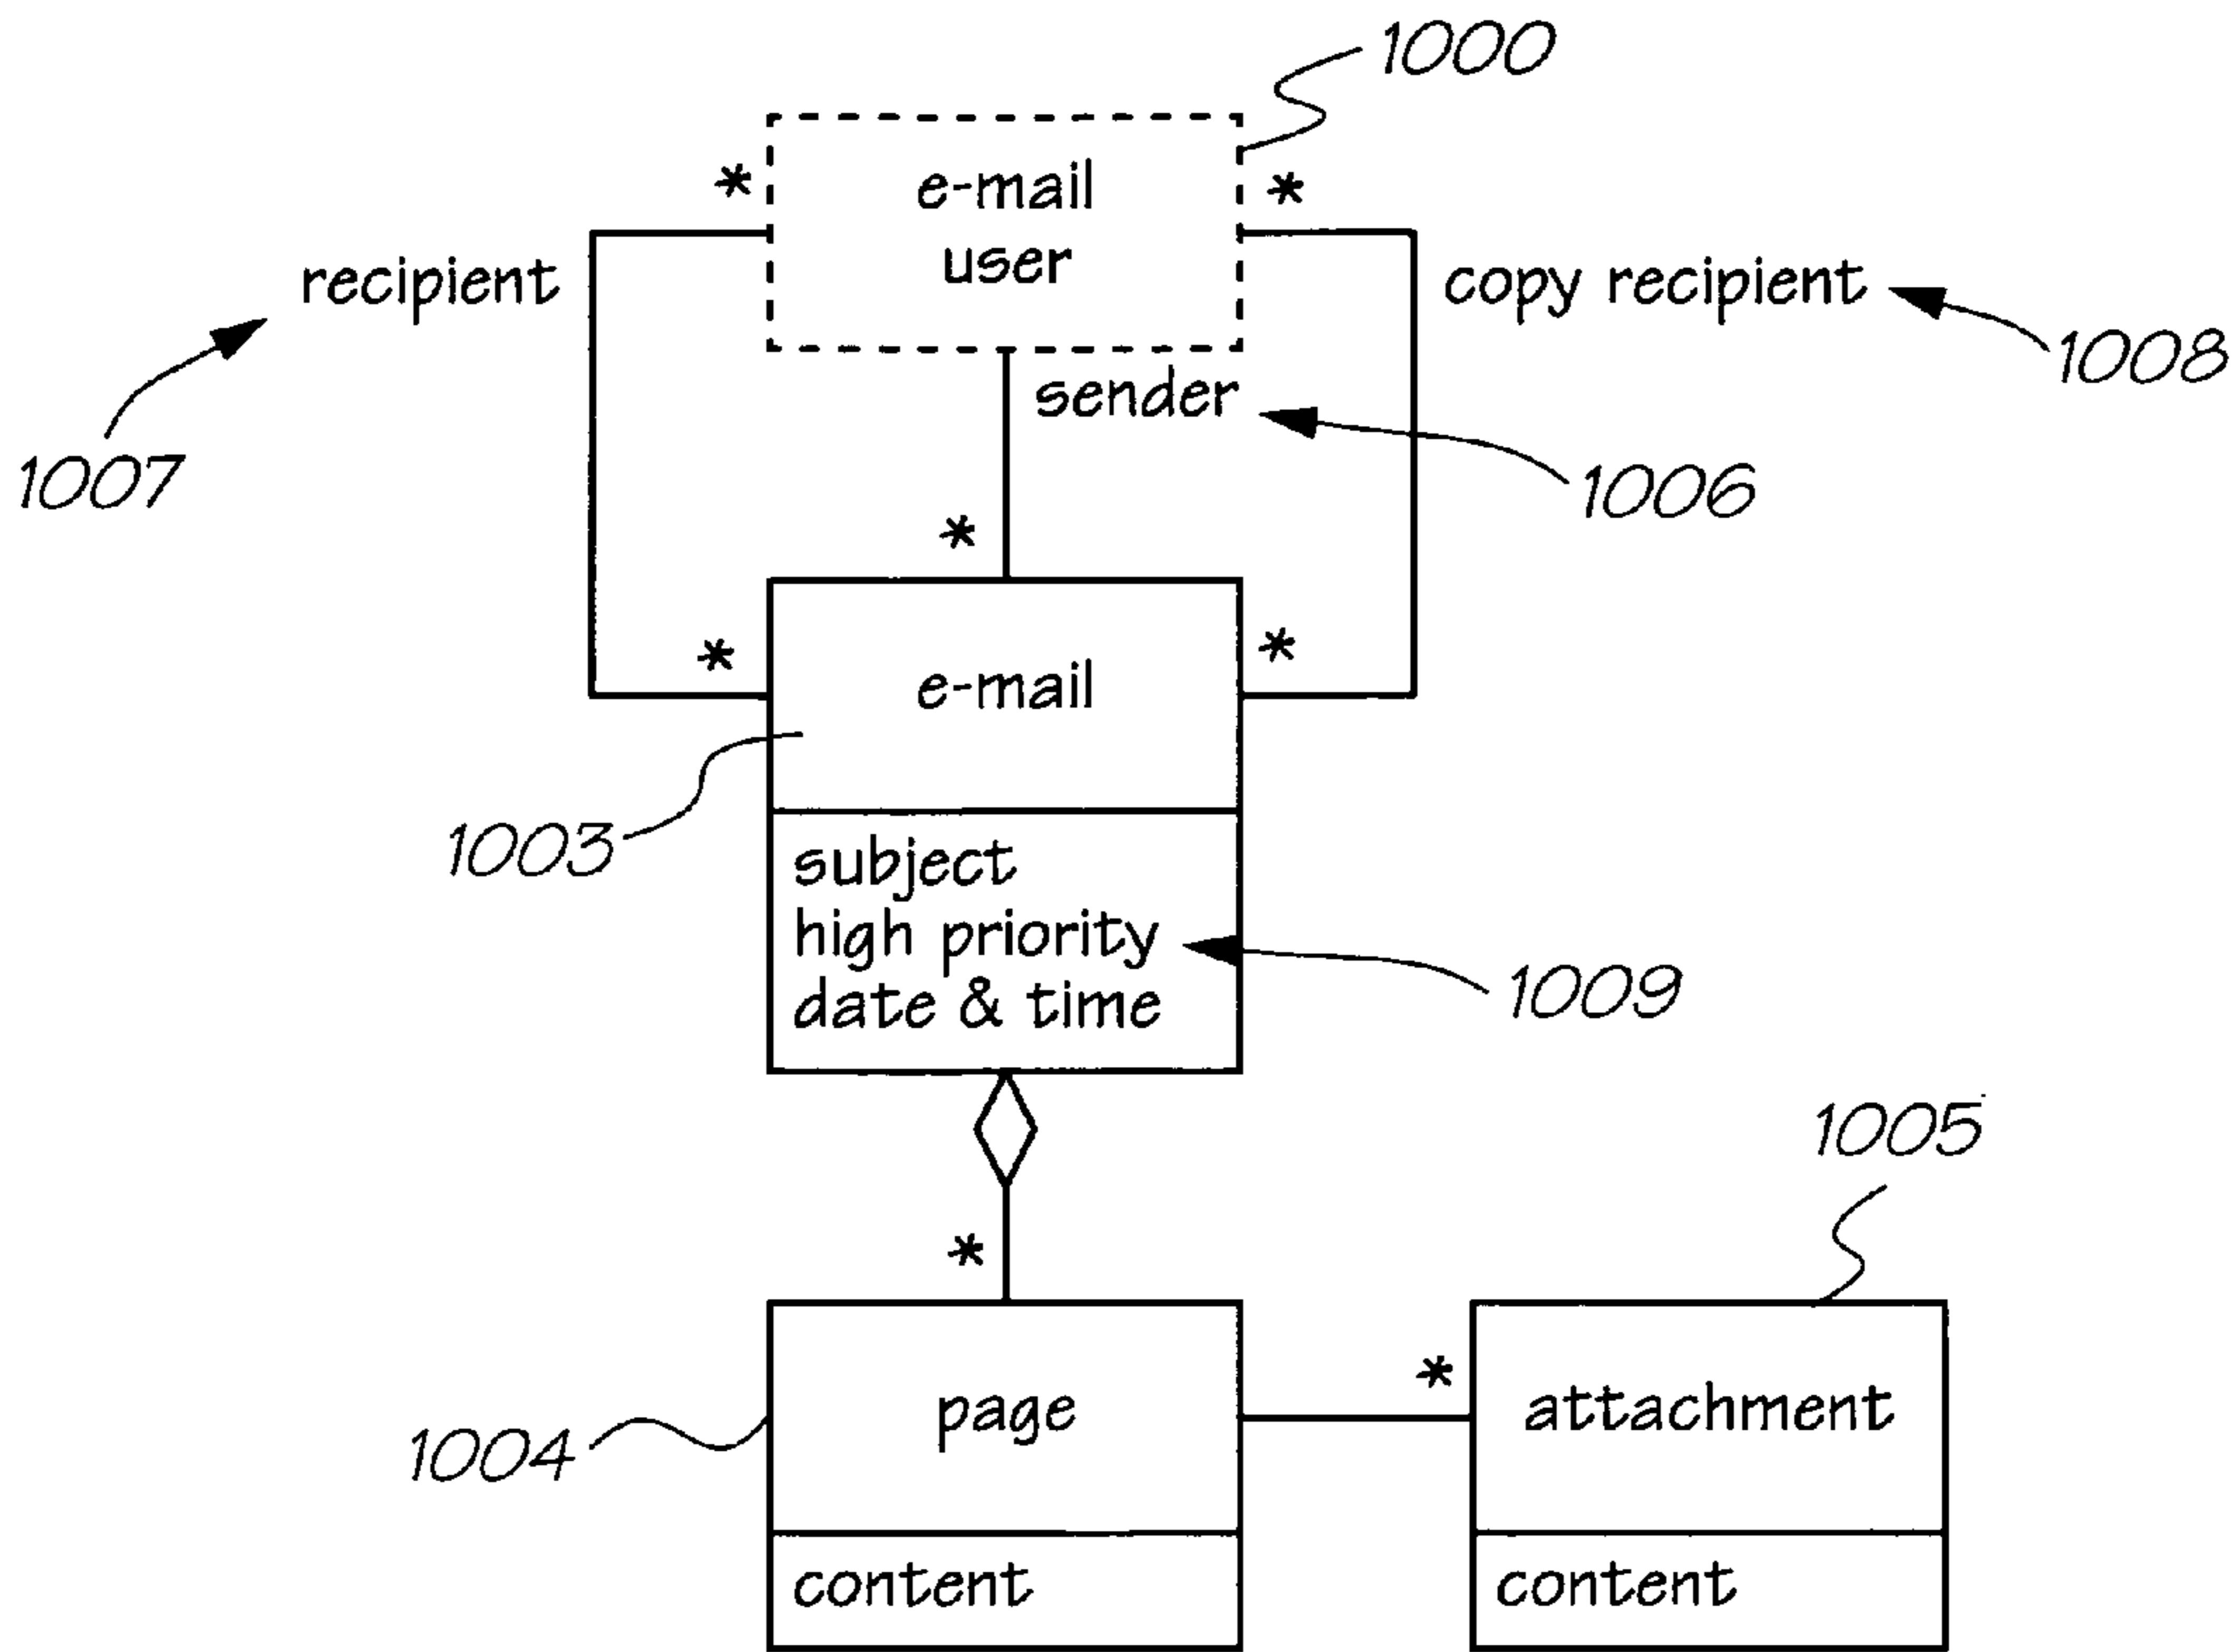 1000
*
e-mail
user
*
recipient
copy recipient
1008
sender
1007
1006
*
*
e-mail
*
1003
subject
high priority
date & time
1009
1005
*
page
*
attachment
1004
content
content